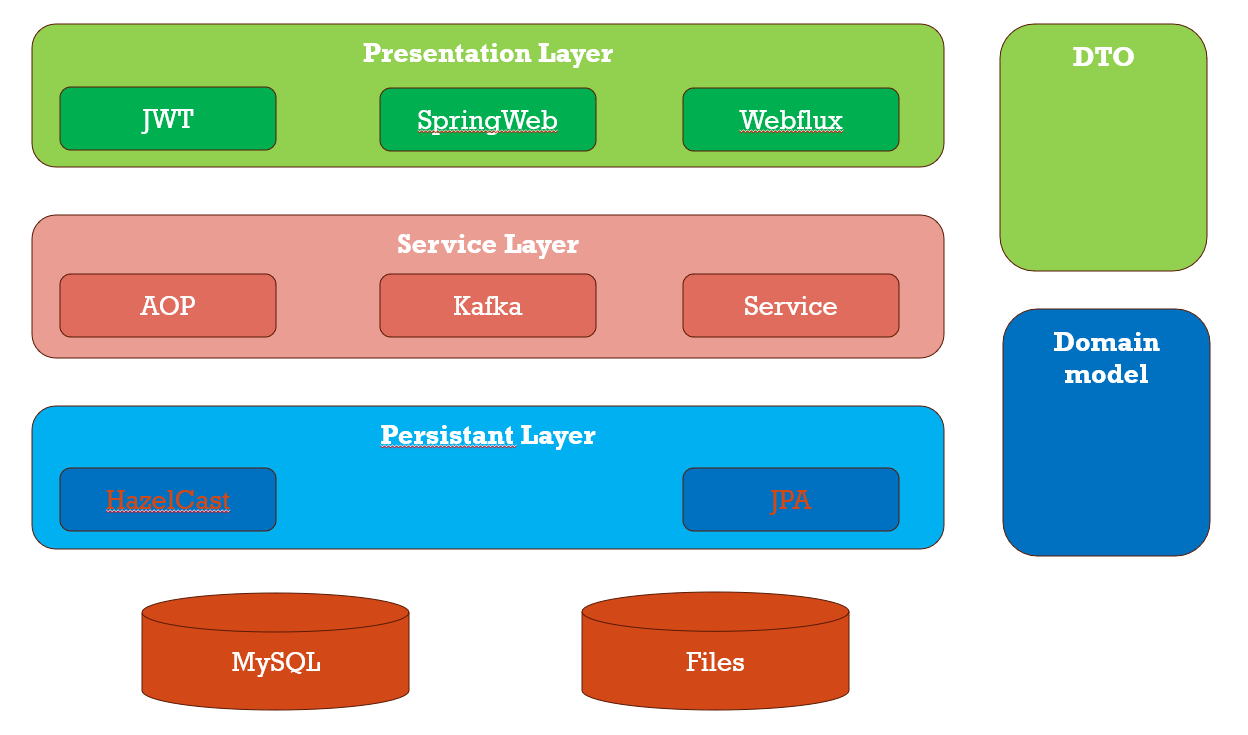 Presentation Layer
JWT
SpringWeb
Webflux
DTO
Service Layer
AOP
Kafka
Service
Domain
model
Persistant Layer
HazelCast
JPA
MySQL
Files